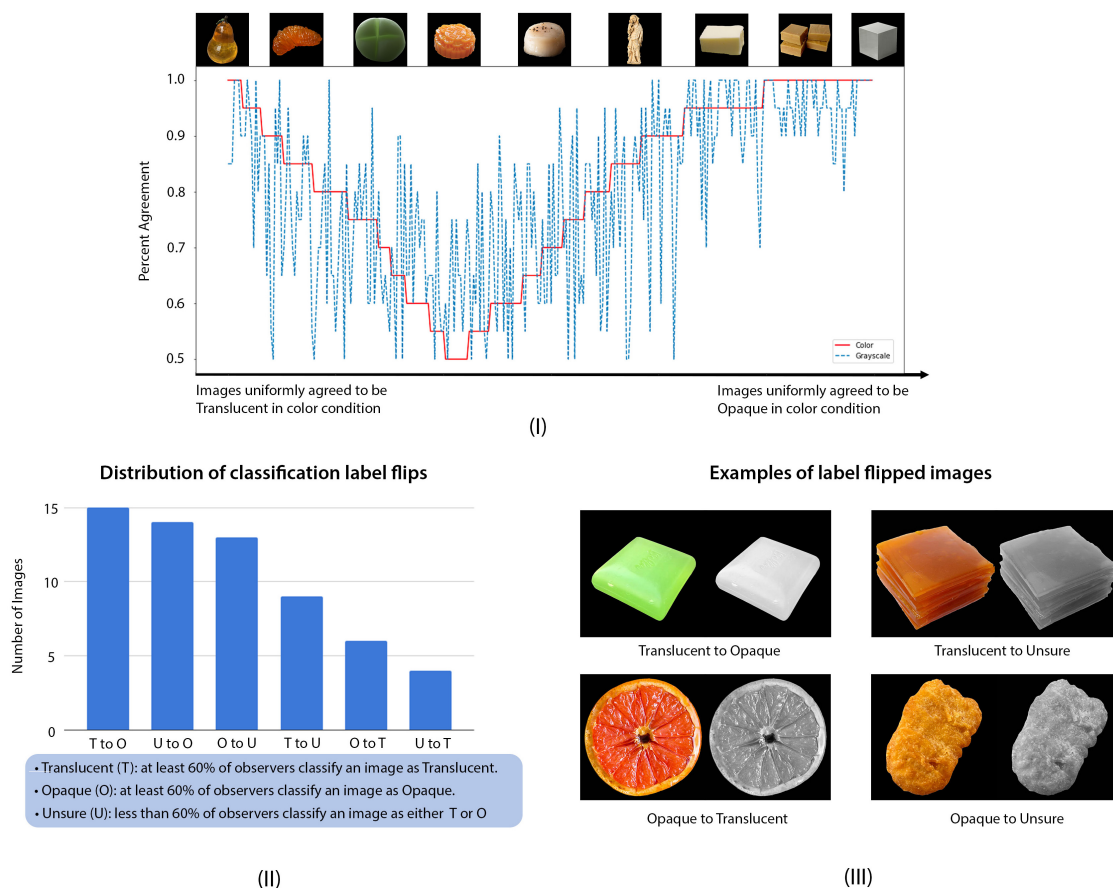 1.0
0.9
0.8
0.7
0.6
0.5
Percent Agreement
Color
Grayscale
Images uniformly agreed to be
Translucent in color condition
Images uniformly agreed to be
Opaque in color condition
(I)
Distribution of classification label flips
15
10
5
0
Number of Images
T to O
U to O
O to U
T to U
O to T
U to T
• Translucent (T): at least 60% of observers classify an image as Translucent.
• Opaque (O): at least 60% of observers classify an image as Opaque.
• Unsure (U): less than 60% of observers classify an image as either T or O
(II)
Examples of label flipped images
Translucent to Opaque
Translucent to Unsure
Opaque to Translucent
Opaque to Unsure
(III)